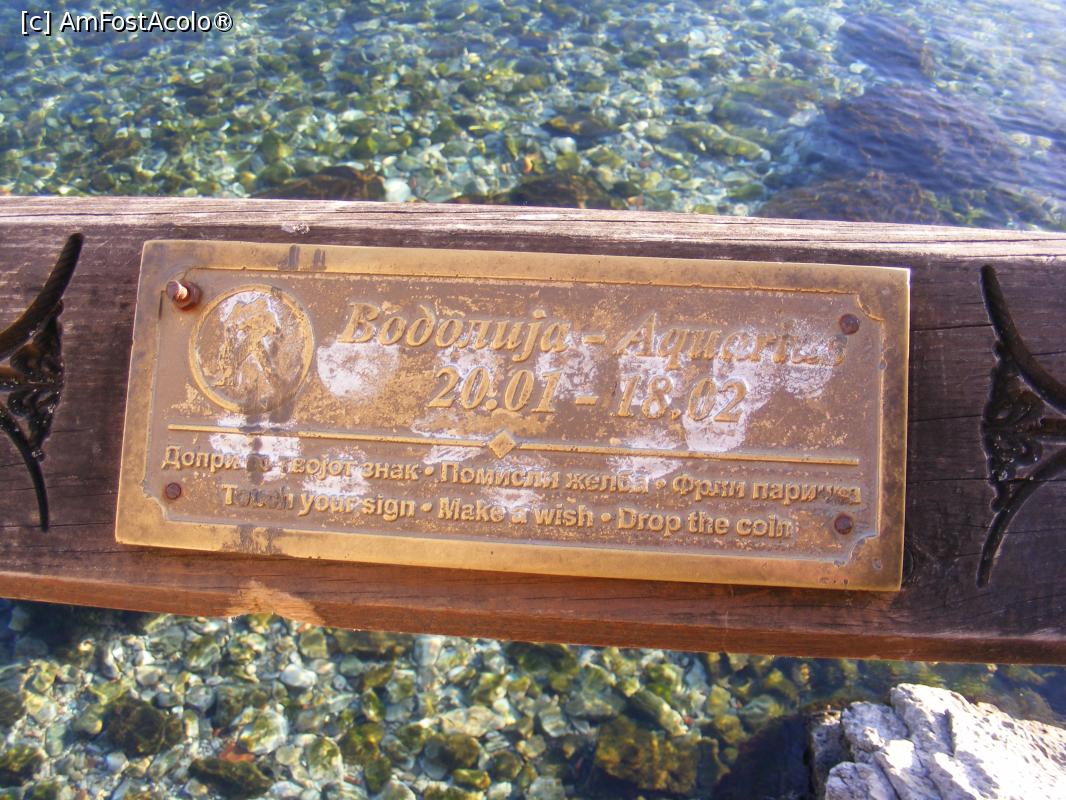 [c] AmFostAcolo®
Водолија - Aquarius
20.01 - 18.02
Допри го твојот знак • Помисли желба • Фрли паричка
Touch your sign • Make a wish • Drop the coin